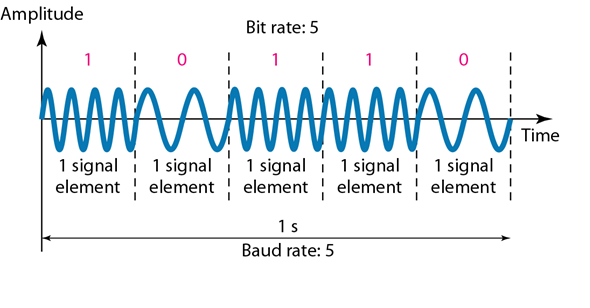 Amplitude
Bit rate: 5
1 0 1 1 0
Time
1 signal element
1 signal element
1 signal element
1 signal element
1 signal element
1 s
Baud rate: 5